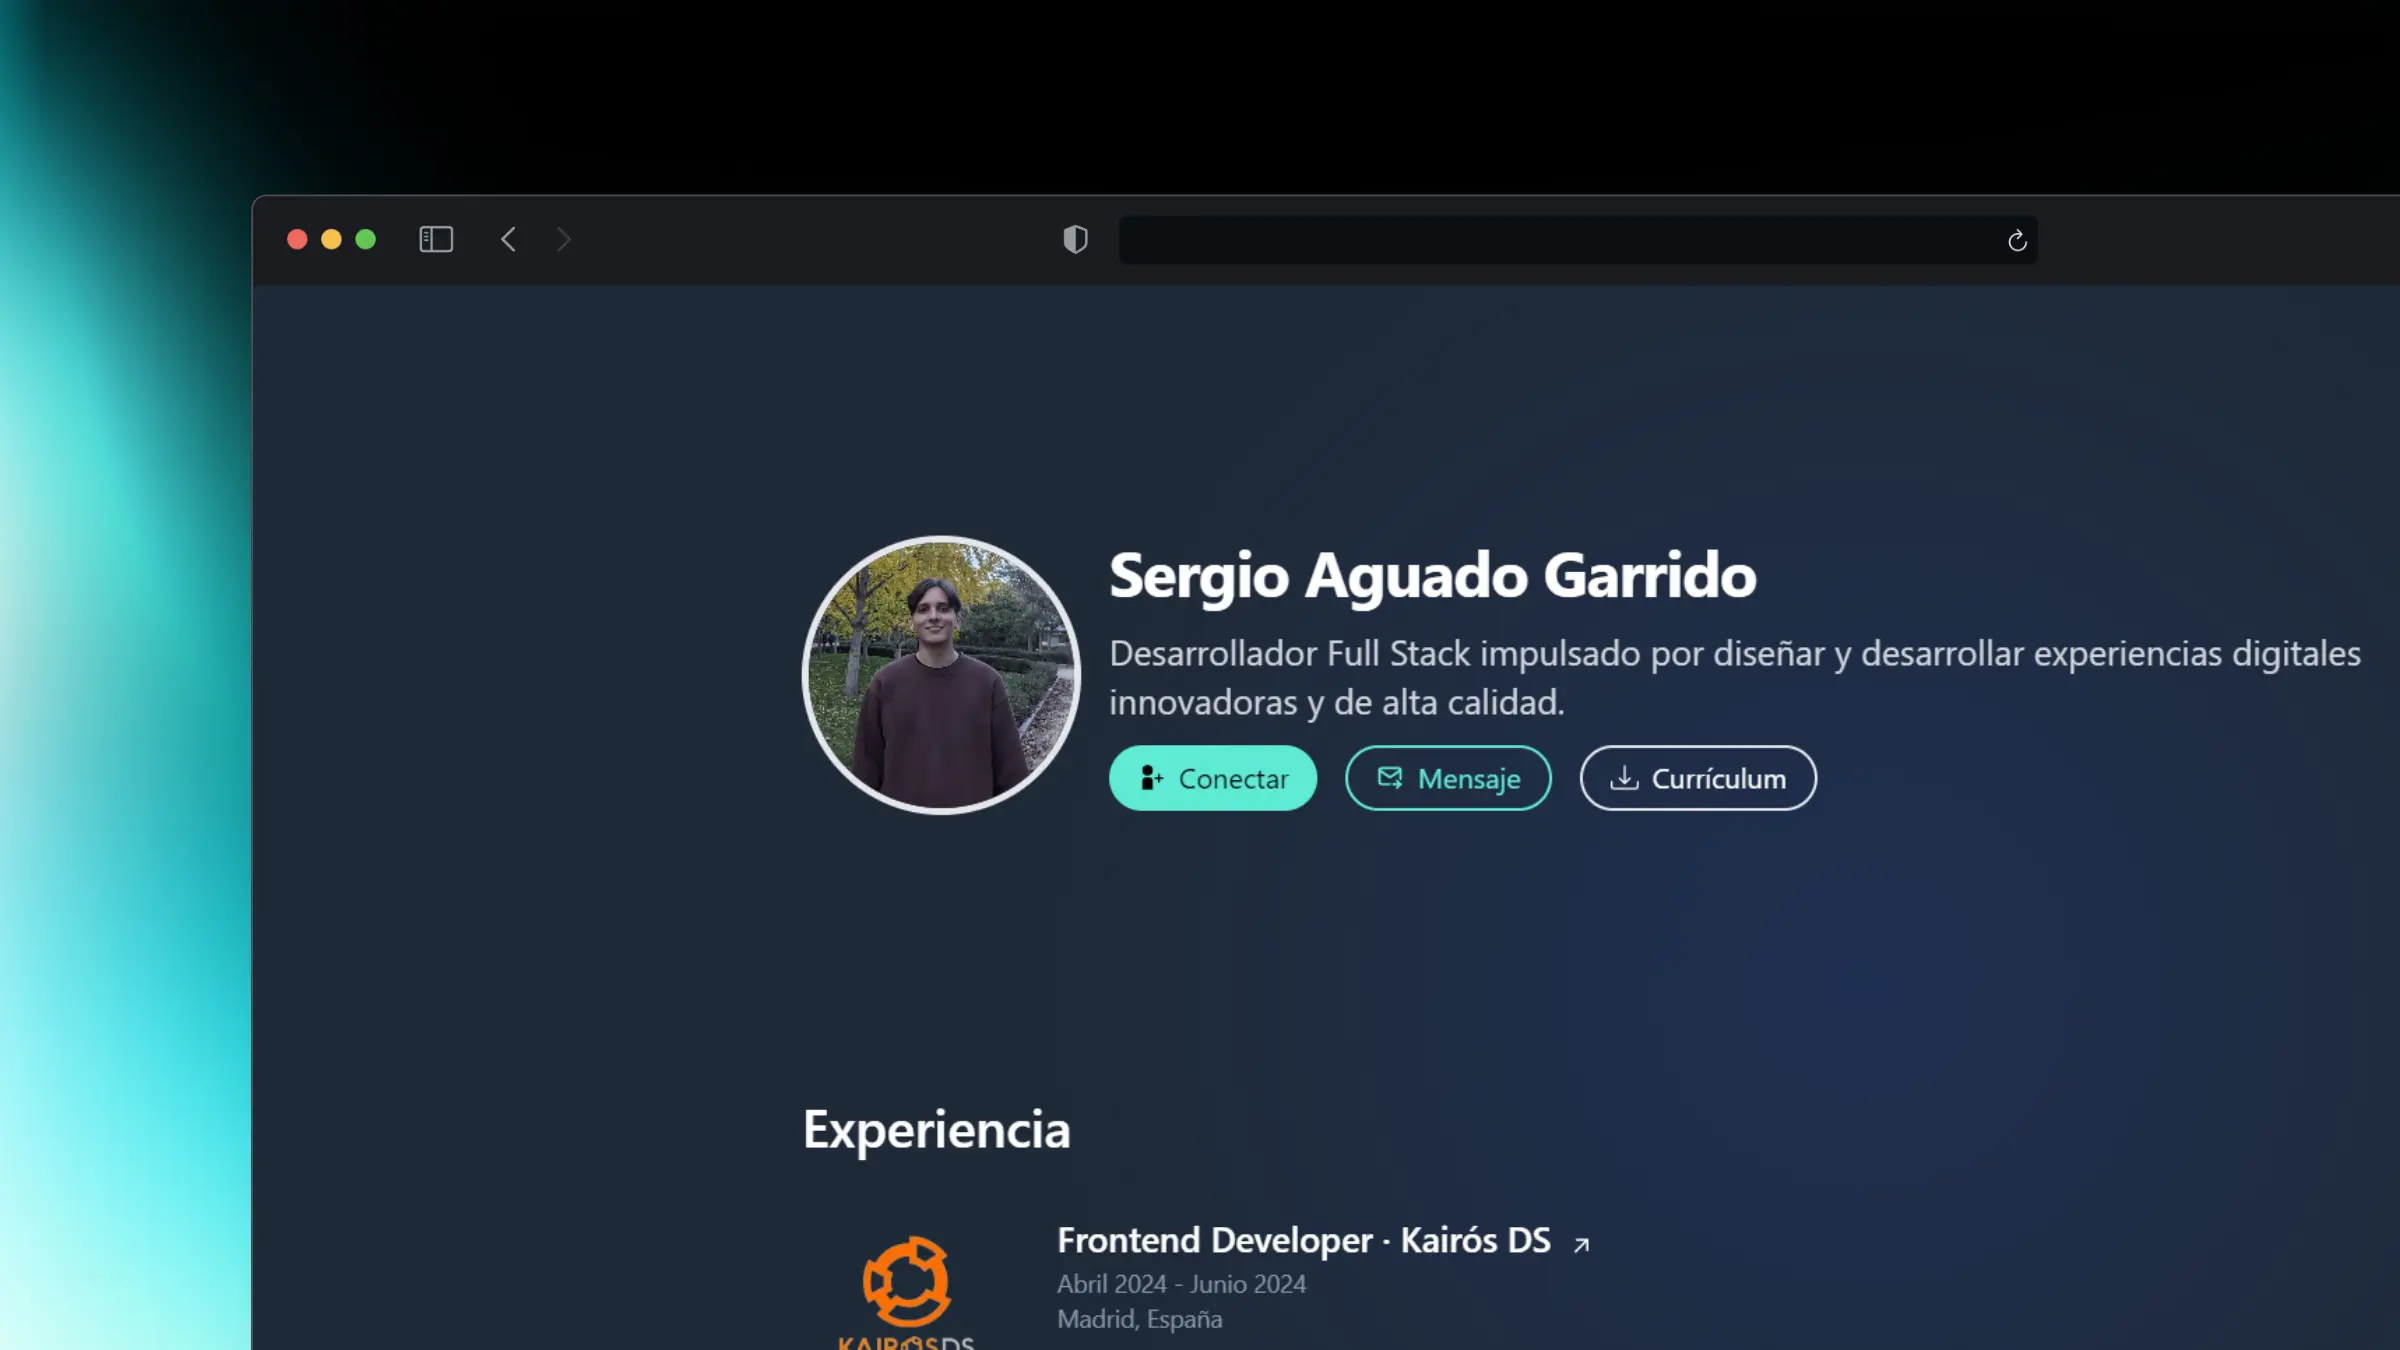 Sergio Aguado Garrido
Desarrollador Full Stack impulsado por diseñar y desarrollar experiencias digitales
innovadoras y de alta calidad.
Conectar
Mensaje
Currículum
Experiencia
Frontend Developer · Kairós DS
Abril 2024 - Junio 2024
Madrid, España
KAIRÓSDS